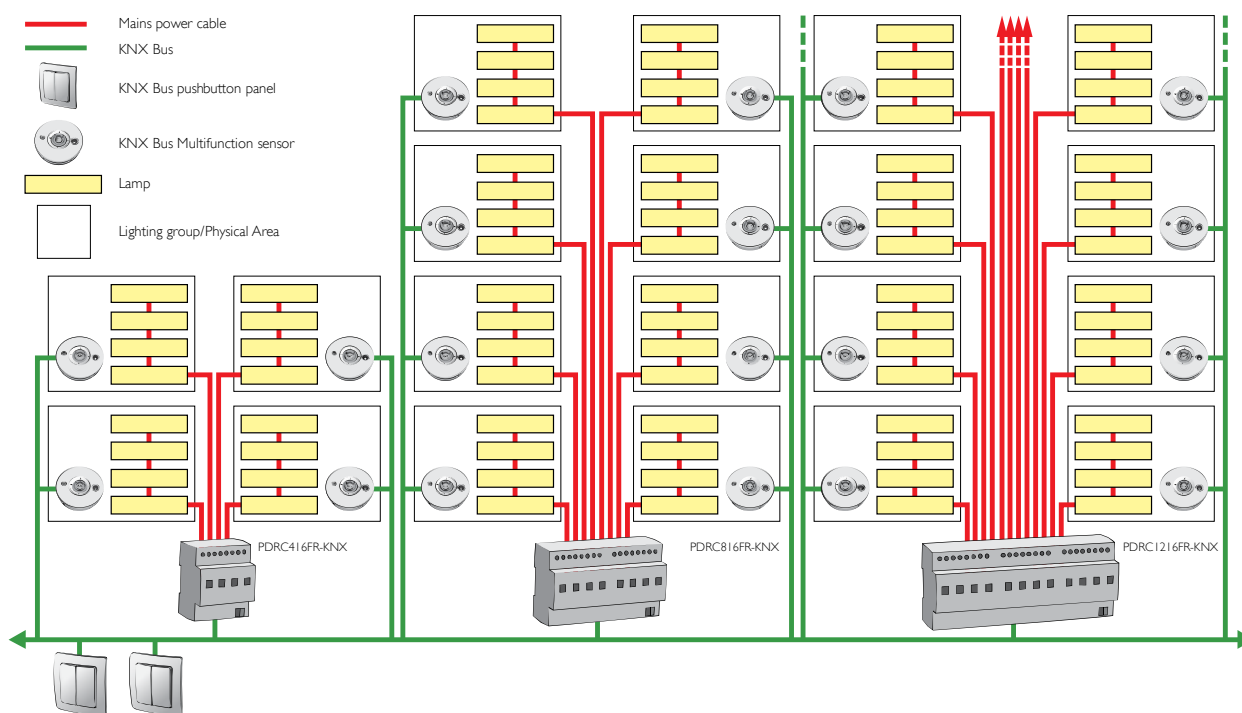 Mains power cable
KNX Bus
KNX Bus pushbutton panel
KNX Bus Multifunction sensor
Lamp
Lighting group/Physical Area
PDRC416FR-KNX
PDRC816FR-KNX
PDRC1216FR-KNX